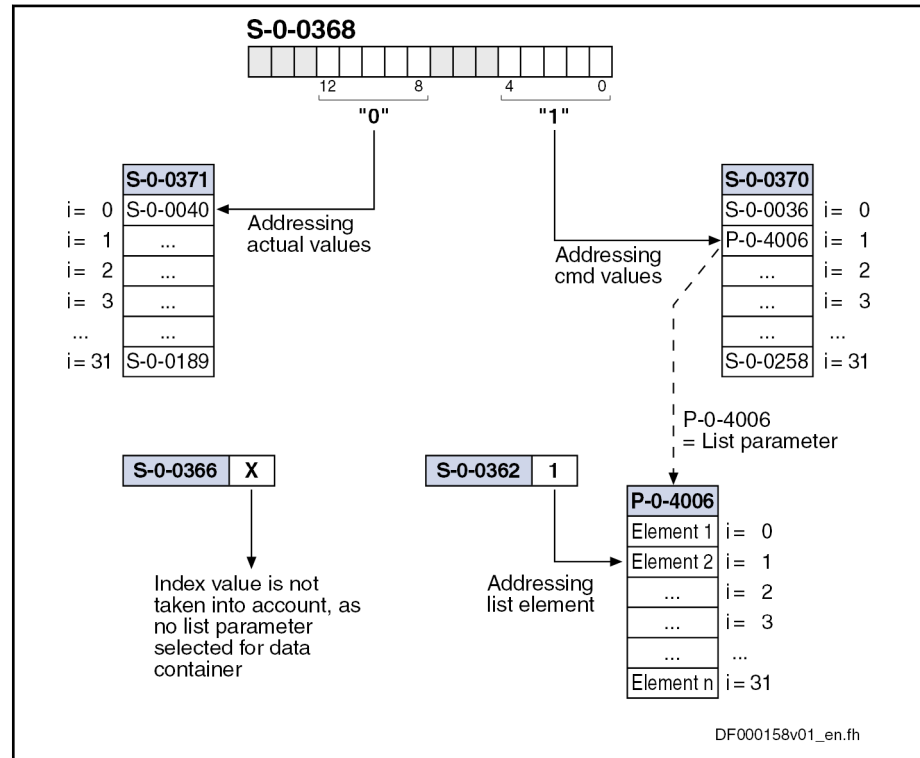 S-0-0368
12 8 4 0
"0" "1"
S-0-0371
i= 0 S-0-0040
i= 1 ...
i= 2 ...
i= 3 ...
... ...
i= 31 S-0-0189
Addressing
actual values
Addressing
cmd values
S-0-0370
S-0-0036 i= 0
P-0-4006 i= 1
... i= 2
... i= 3
... ...
S-0-0258 i= 31
P-0-4006
= List parameter
S-0-0366 X
Index value is not
taken into account, as
no list parameter
selected for data
container
S-0-0362 1
Addressing
list element
P-0-4006
Element 1 i= 0
Element 2 i= 1
... i= 2
... i= 3
... ...
Element n i= 31
DF000158v01_en.fh